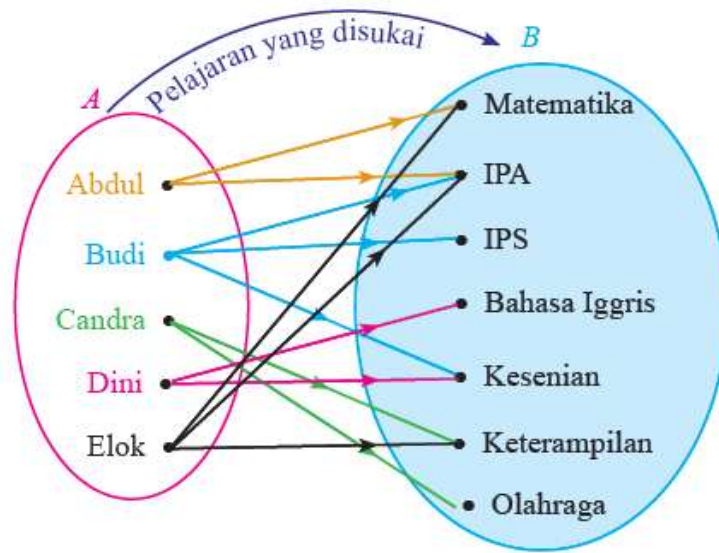 Pelajaran yang disukai
A
B
Abdul
Budi
Candra
Dini
Elok
Matematika
IPA
IPS
Bahasa Iggris
Kesenian
Keterampilan
Olahraga